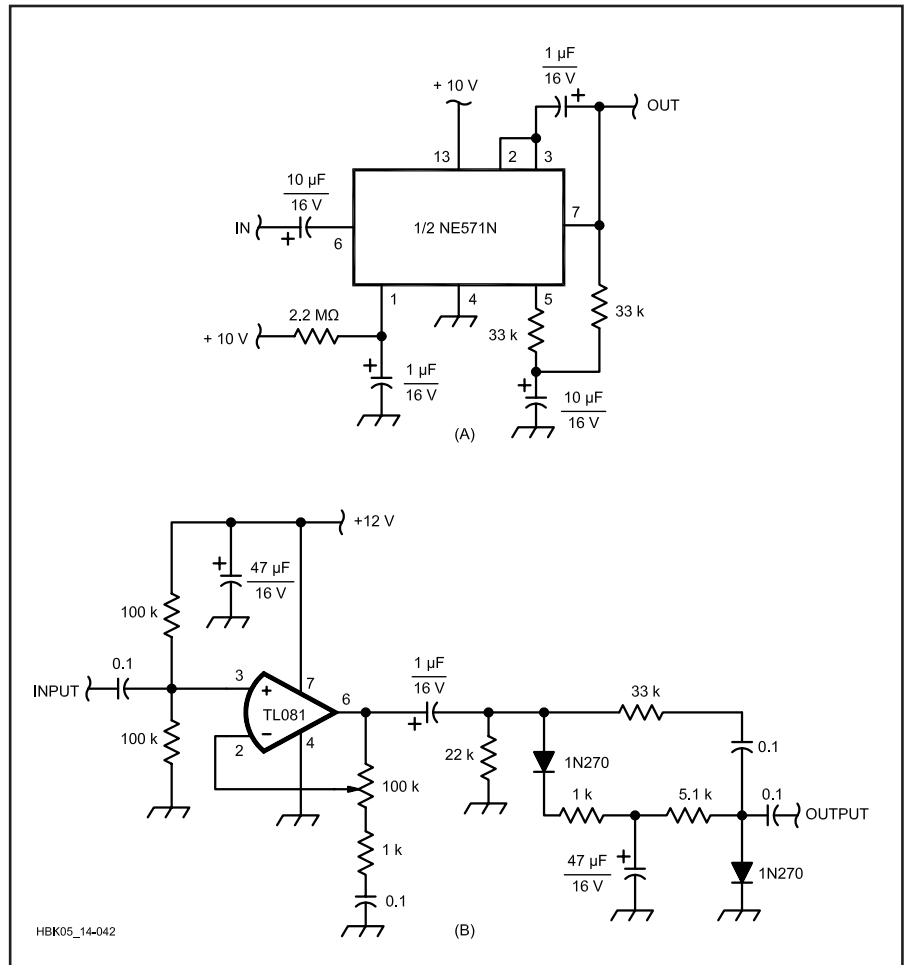 1 µF
16 V
+
+ 10 V
OUT
13
2
3
10 µF
16 V
7
IN
+
6
1/2 NE571N
1
4
5
33 k
33 k
2.2 MΩ
+ 10 V
+
1 µF
16 V
+
10 µF
16 V
(A)
+12 V
+
47 µF
16 V
100 k
0.1
1 µF
16 V
INPUT
3
+
7
6
+
33 k
TL081
–
2
4
100 k
100 k
22 k
1N270
0.1
1 k
5.1 k
0.1
OUTPUT
1 k
47 µF
16 V
+
1N270
0.1
HBK05_14-042
(B)